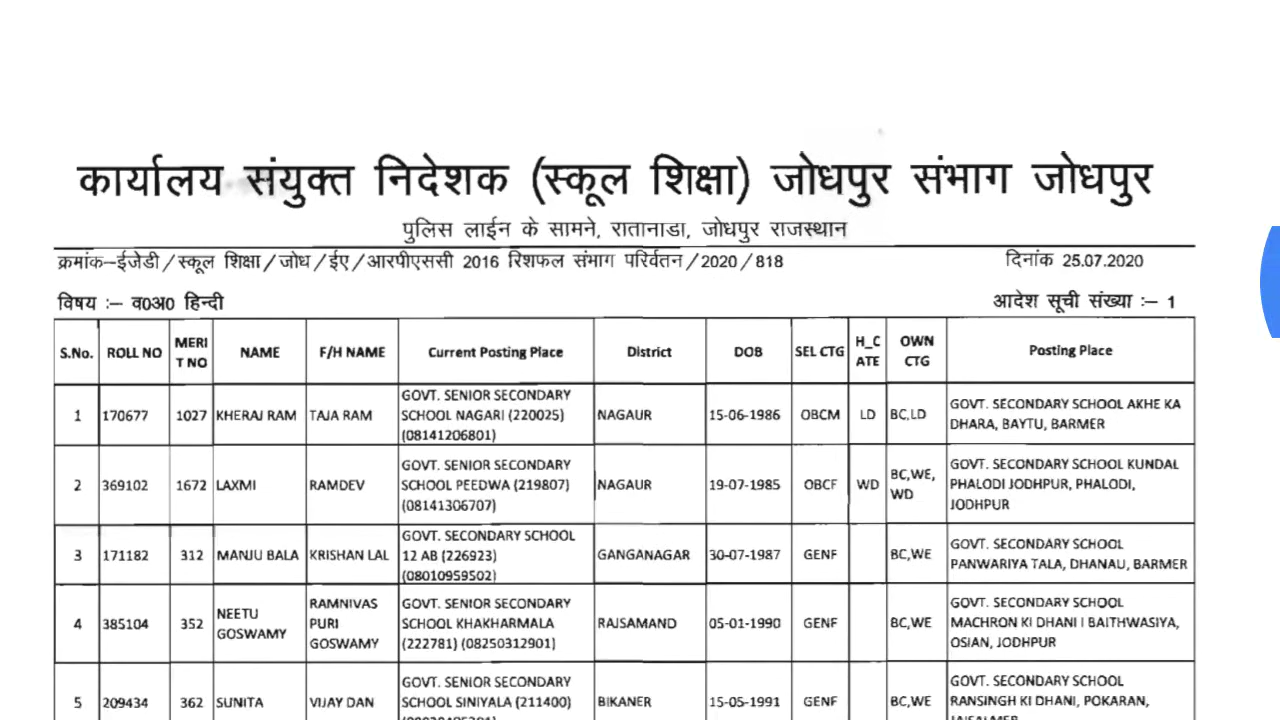 कार्यालय संयुक्त निदेशक (स्कूल शिक्षा) जोधपुर संभाग जोधपुर
पुलिस लाईन के सामने, रातानाडा, जोधपुर राजस्थान
क्रमांक–ईजेडी/स्कूल शिक्षा/जोध/ईए/आरपीएससी 2016 रिशफल संभाग परिर्वतन/2020/818 दिनांक 25.07.2020
विषय :– व0अ0 हिन्दी आदेश सूची संख्या :– 1
S.No. ROLL NO MERI T NO NAME F/H NAME Current Posting Place District DOB SEL CTG H_C ATE OWN CTG Posting Place
1 170677 1027 KHERAJ RAM TAJA RAM GOVT. SENIOR SECONDARY SCHOOL NAGARI (220025) (08141206801) NAGAUR 15-06-1986 OBCM LD BC,LD GOVT. SECONDARY SCHOOL AKHE KA DHARA, BAYTU, BARMER
2 369102 1672 LAXMI RAMDEV GOVT. SENIOR SECONDARY SCHOOL PEEDWA (219807) (08141306707) NAGAUR 19-07-1985 OBCF WD BC,WE, WD GOVT. SECONDARY SCHOOL KUNDAL PHALODI JODHPUR, PHALODI, JODHPUR
3 171182 312 MANJU BALA KRISHAN LAL GOVT. SECONDARY SCHOOL 12 AB (226923) (08010959502) GANGANAGAR 30-07-1987 GENF BC,WE GOVT. SECONDARY SCHOOL PANWARIYA TALA, DHANAU, BARMER
4 385104 352 NEETU GOSWAMY RAMNIVAS PURI GOSWAMY GOVT. SENIOR SECONDARY SCHOOL KHAKHARMALA (222781) (08250312901) RAJSAMAND 05-01-1990 GENF BC,WE GOVT. SECONDARY SCHOOL MACHRON KI DHANI I BAITHWASIYA, OSIAN, JODHPUR
5 209434 362 SUNITA VIJAY DAN GOVT. SENIOR SECONDARY SCHOOL SINIYALA (211400) BIKANER 15-05-1991 GENF BC,WE GOVT. SECONDARY SCHOOL RANSINGH KI DHANI, POKARAN,